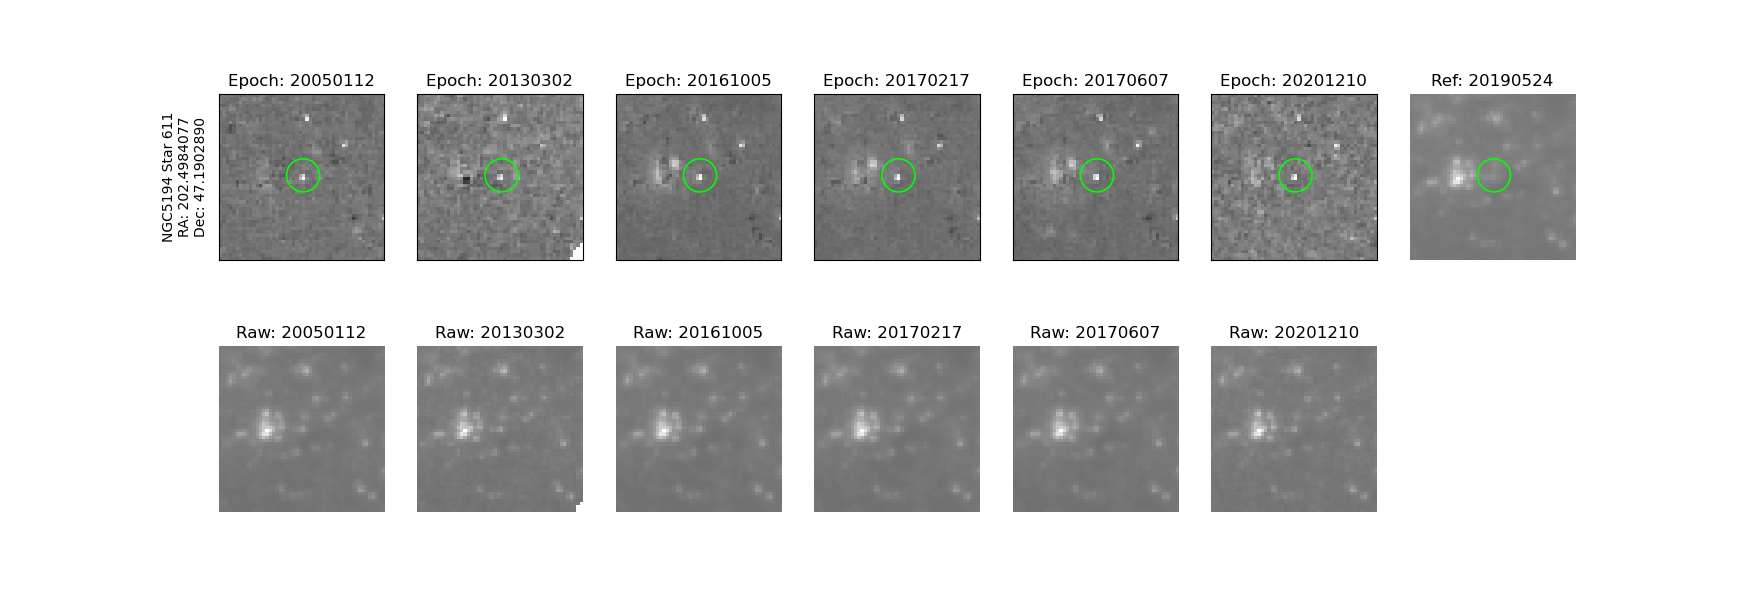 NGC5194 Star 611
RA: 202.4984077
Dec: 47.1902890
Epoch: 20050112
Epoch: 20130302
Epoch: 20161005
Epoch: 20170217
Epoch: 20170607
Epoch: 20201210
Ref: 20190524
Raw: 20050112
Raw: 20130302
Raw: 20161005
Raw: 20170217
Raw: 20170607
Raw: 20201210